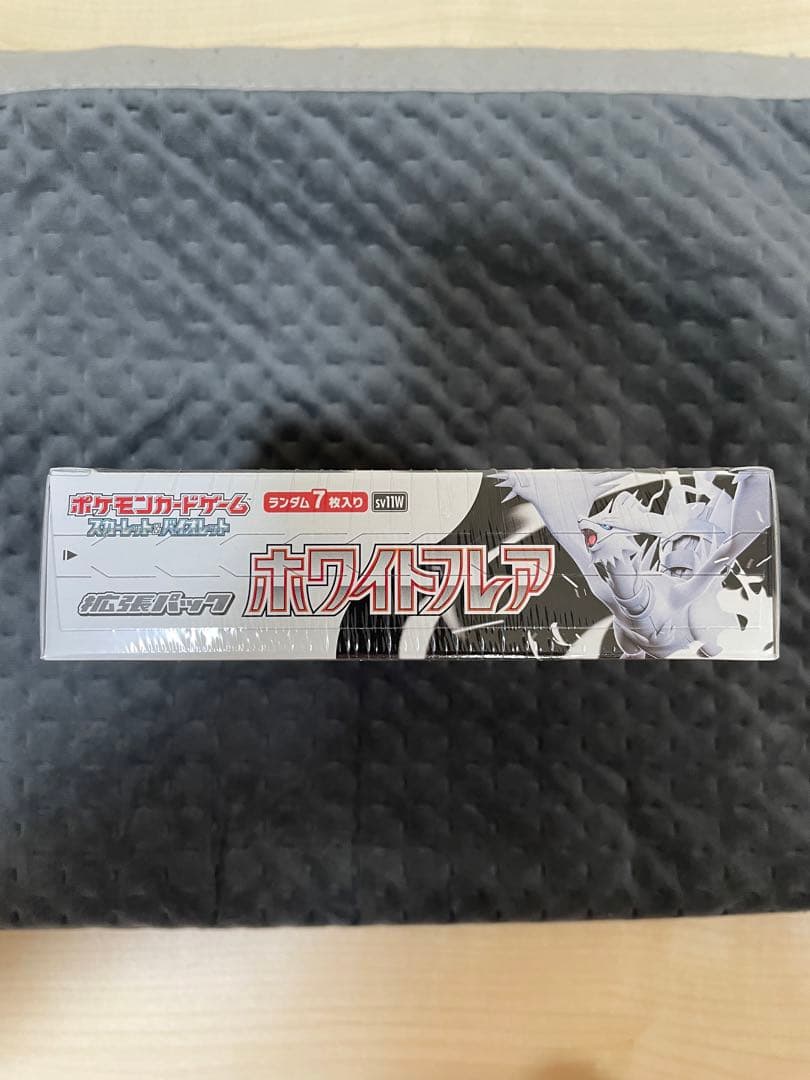 ポケモンカードゲーム
スカーレット&バイオレット
ランダム7枚入り
sv11W
拡張パック
ホワイトフレア